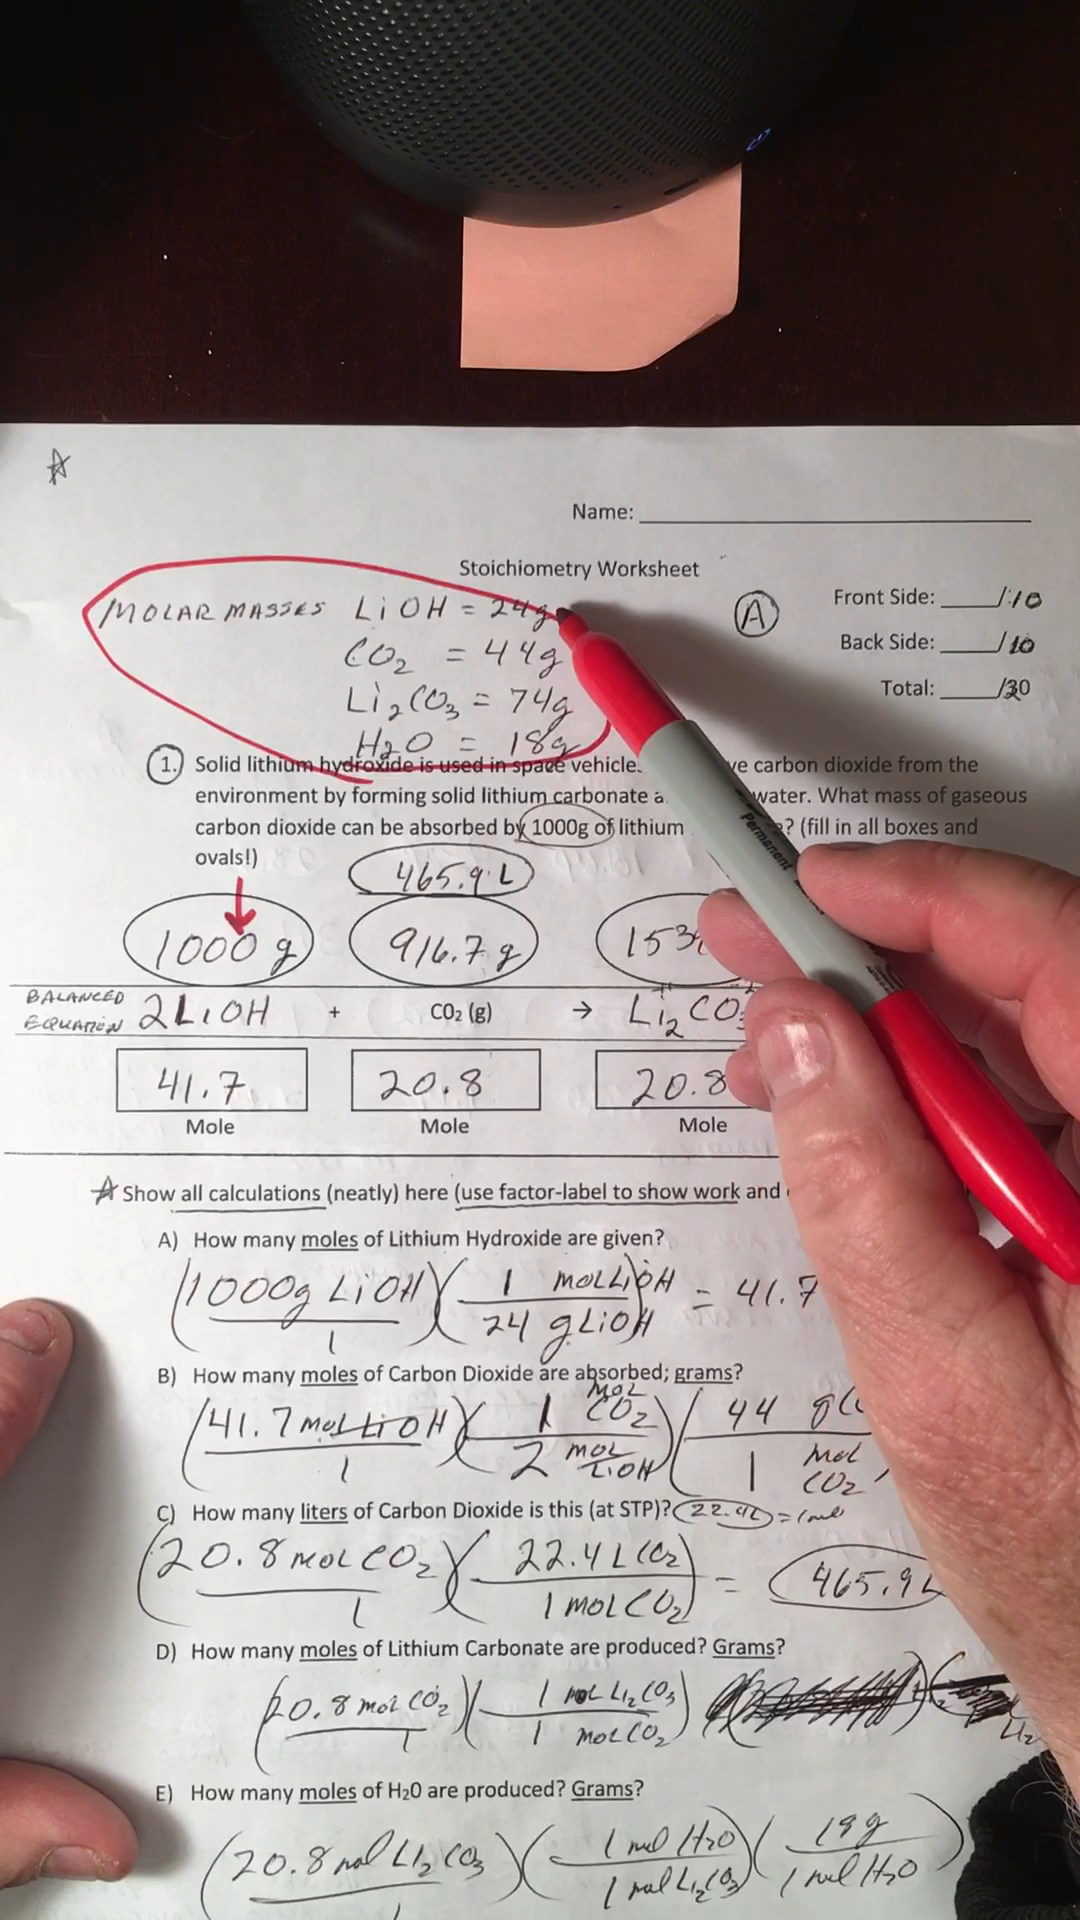 Name:
Stoichiometry Worksheet
MOLAR MASSES LiOH = 24g
CO2 = 44g
Li2CO3 = 74g
H2O = 18g
A
Front Side: /10
Back Side: /10
Total: /30
1. Solid lithium hydroxide is used in space vehicle ve carbon dioxide from the
environment by forming solid lithium carbonate a water. What mass of gaseous
carbon dioxide can be absorbed by 1000g of lithium ? (fill in all boxes and
ovals!)
465.9 L
1000 g 916.7 g 153
BALANCED
EQUATION 2LiOH + CO2 (g) → Li2CO3
41.7 20.8 20.8
Mole Mole Mole
Permanent
Show all calculations (neatly) here (use factor-label to show work and
A) How many moles of Lithium Hydroxide are given?
(1000g LiOH / 1)(1 mol LiOH / 24 g LiOH) = 41.7
B) How many moles of Carbon Dioxide are absorbed; grams?
(41.7 mol LiOH / 1)(1 mol CO2 / 2 mol LiOH)(44 g / 1 mol CO2
C) How many liters of Carbon Dioxide is this (at STP)? 22.4L = 1 mol
(20.8 mol CO2 / 1)(22.4 L CO2 / 1 mol CO2) = 465.9 L
D) How many moles of Lithium Carbonate are produced? Grams?
(20.8 mol CO2 / 1)(1 mol Li2CO3 / 1 mol CO2) Li2
E) How many moles of H20 are produced? Grams?
(20.8 mol Li2CO3 / 1)(1 mol H2O / 1 mol Li2CO3)(18g / 1 mol H2O)